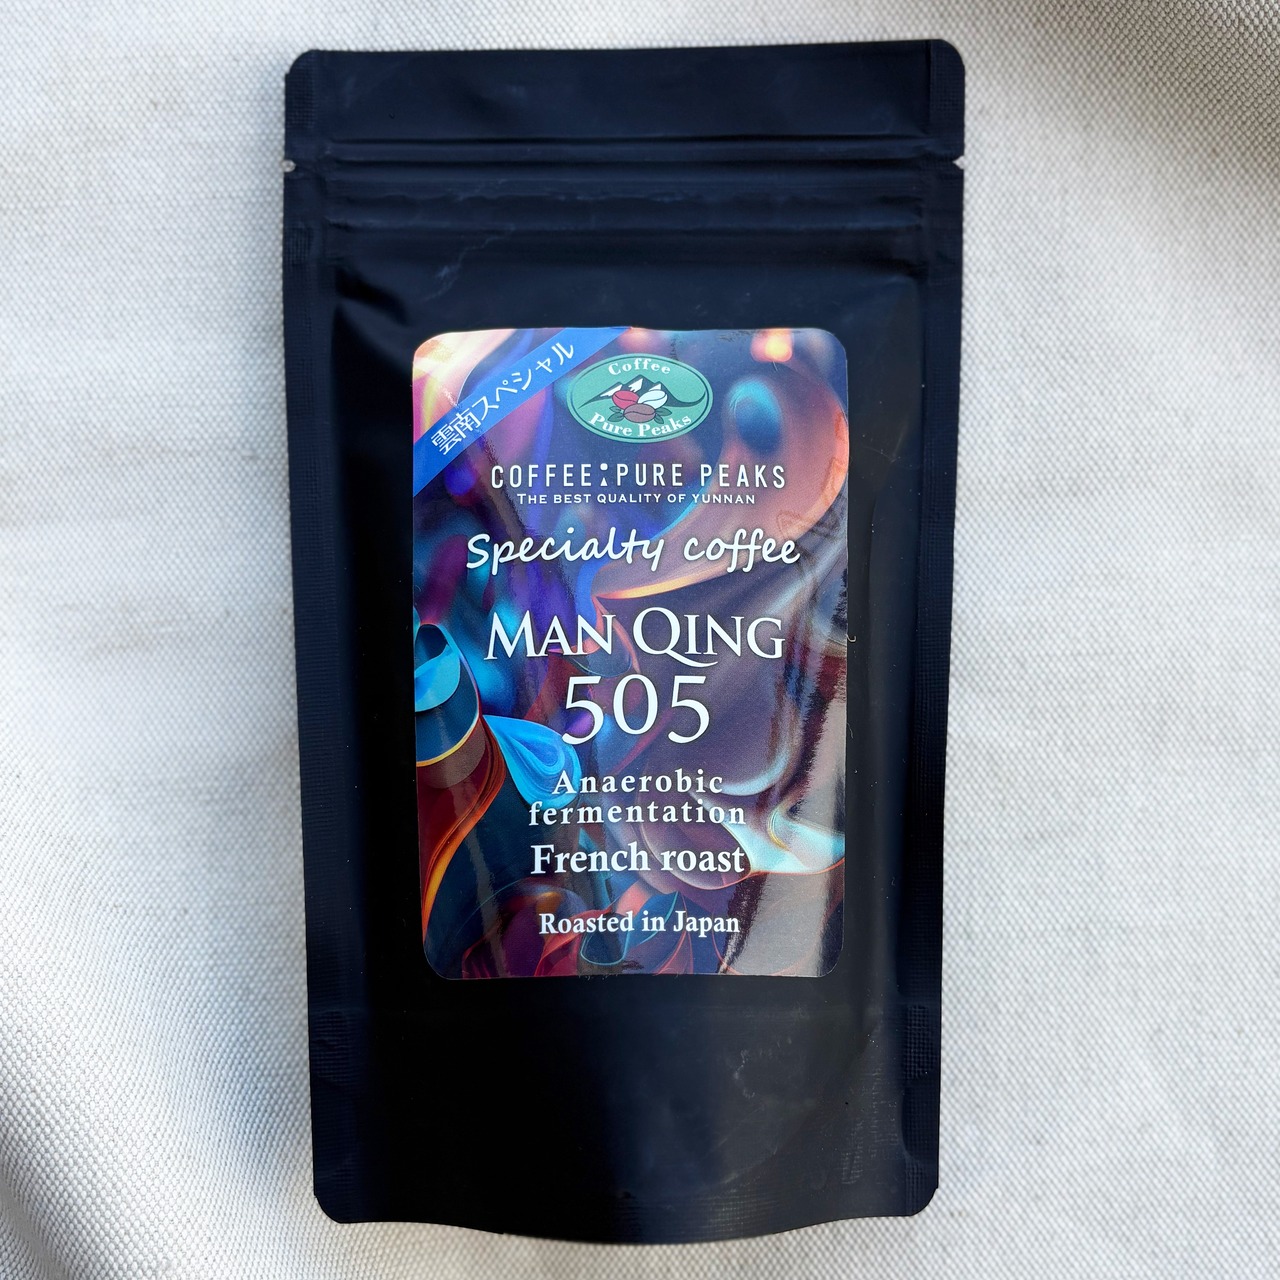 雲南スペシャル
Coffee
Pure Peaks
COFFEE:PURE PEAKS
THE BEST QUALITY OF YUNNAN
Specialty coffee
MAN QING
505
Anaerobic
fermentation
French roast
Roasted in Japan